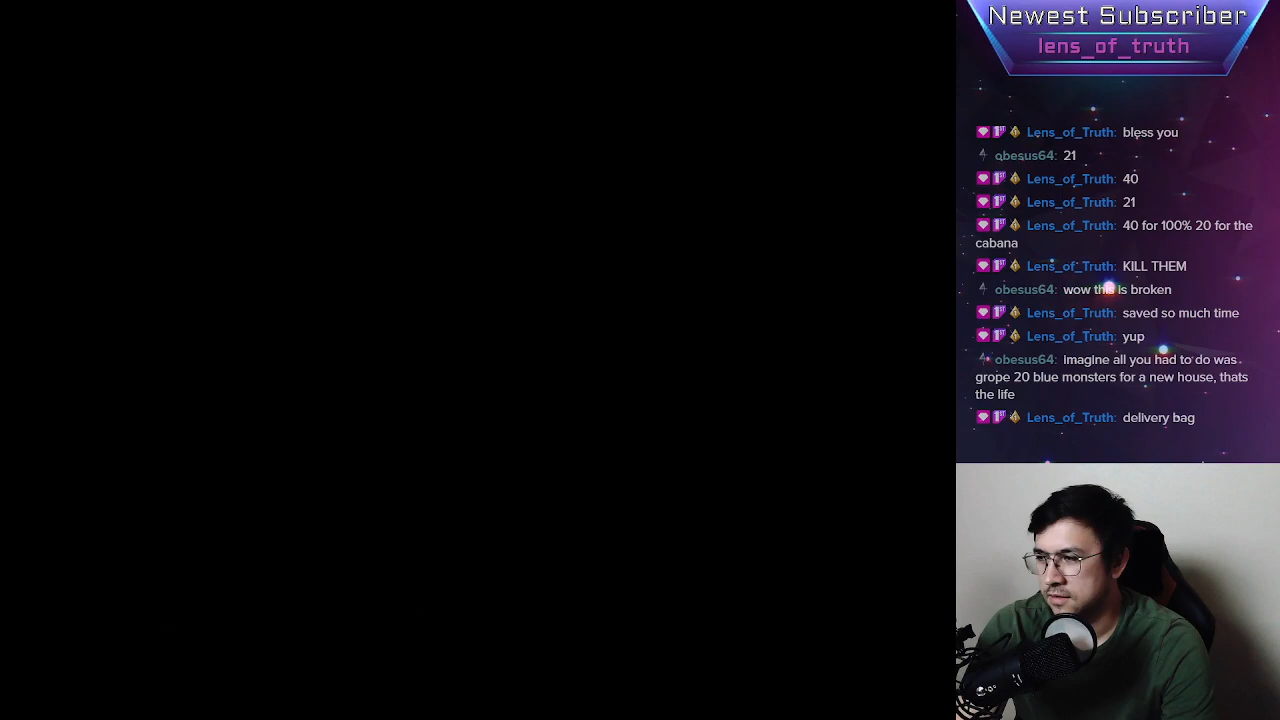 Newest Subscriber
lens_of_truth
Lens_of_Truth: bless you
obesus64: 21
Lens_of_Truth: 40
Lens_of_Truth: 21
Lens_of_Truth: 40 for 100% 20 for the
cabana
Lens_of_Truth: KILL THEM
obesus64: wow this is broken
Lens_of_Truth: saved so much time
Lens_of_Truth: yup
obesus64: imagine all you had to do was
grope 20 blue monsters for a new house, thats
the life
Lens_of_Truth: delivery bag